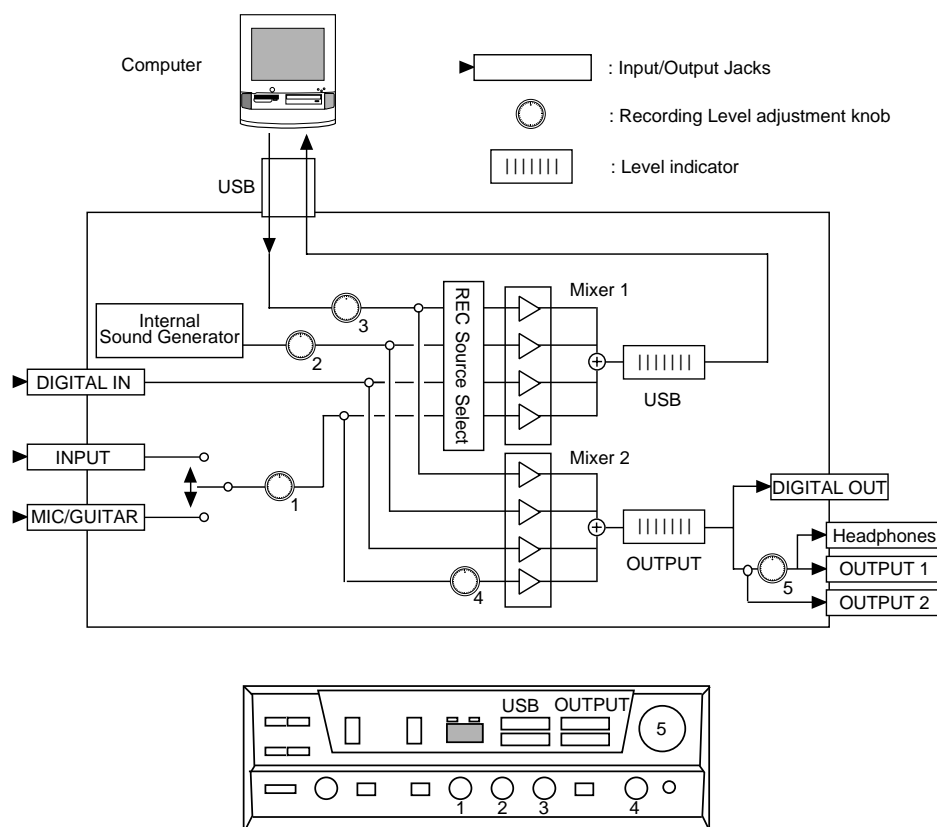 Computer
: Input/Output Jacks
: Recording Level adjustment knob
: Level indicator
USB
Internal
Sound Generator
3
2
REC Source Select
Mixer 1
USB
DIGITAL IN
INPUT
MIC/GUITAR
1
Mixer 2
4
OUTPUT
DIGITAL OUT
Headphones
5
OUTPUT 1
OUTPUT 2
USB
OUTPUT
5
1
2
3
4